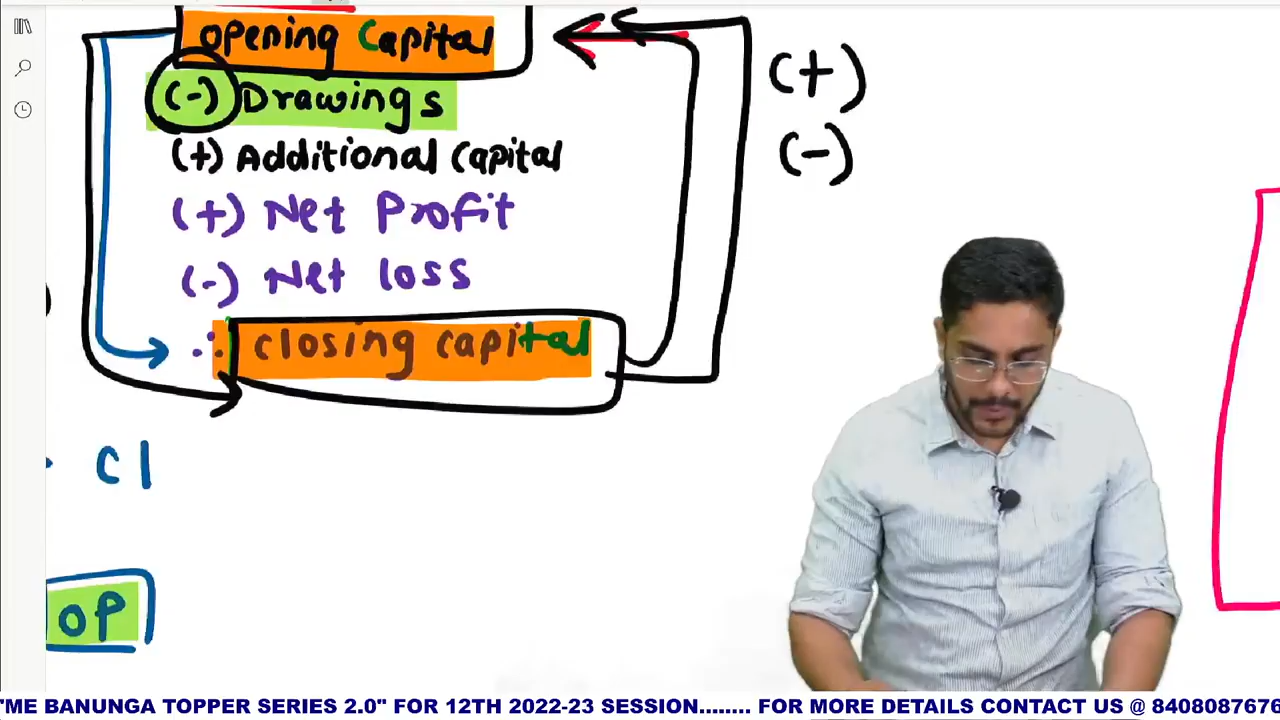 opening Capital
(-) Drawings
(+) Additional Capital
(+) Net Profit
(-) Net loss
∴ closing capital
(+)
(-)
Cl
OP
"ME BANUNGA TOPPER SERIES 2.0" FOR 12TH 2022-23 SESSION........ FOR MORE DETAILS CONTACT US @ 8408087676